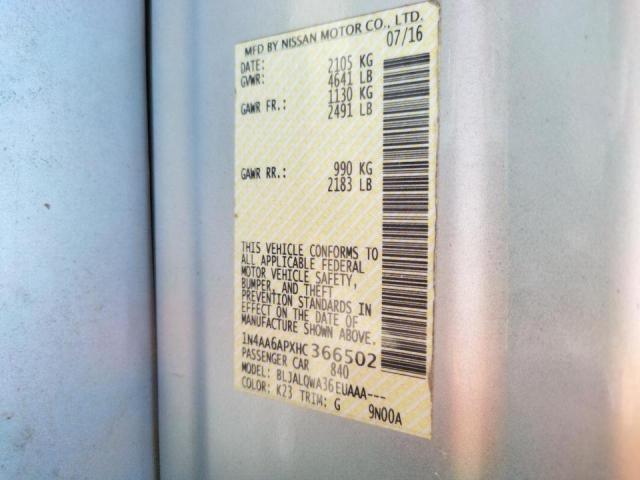 MFD BY NISSAN MOTOR CO., LTD.
07/16
DATE: 2105 KG
GVWR: 4641 LB
1130 KG
GAWR FR.: 2491 LB
GAWR RR.: 990 KG
2183 LB
THIS VEHICLE CONFORMS TO
ALL APPLICABLE FEDERAL
MOTOR VEHICLE SAFETY,
BUMPER, AND THEFT
PREVENTION STANDARDS IN
EFFECT ON THE DATE OF
MANUFACTURE SHOWN ABOVE.
1N4AA6APXHC366502
PASSENGER CAR 840
MODEL: BLJALQWA36EUAAA---
COLOR: K23 TRIM: G 9N00A